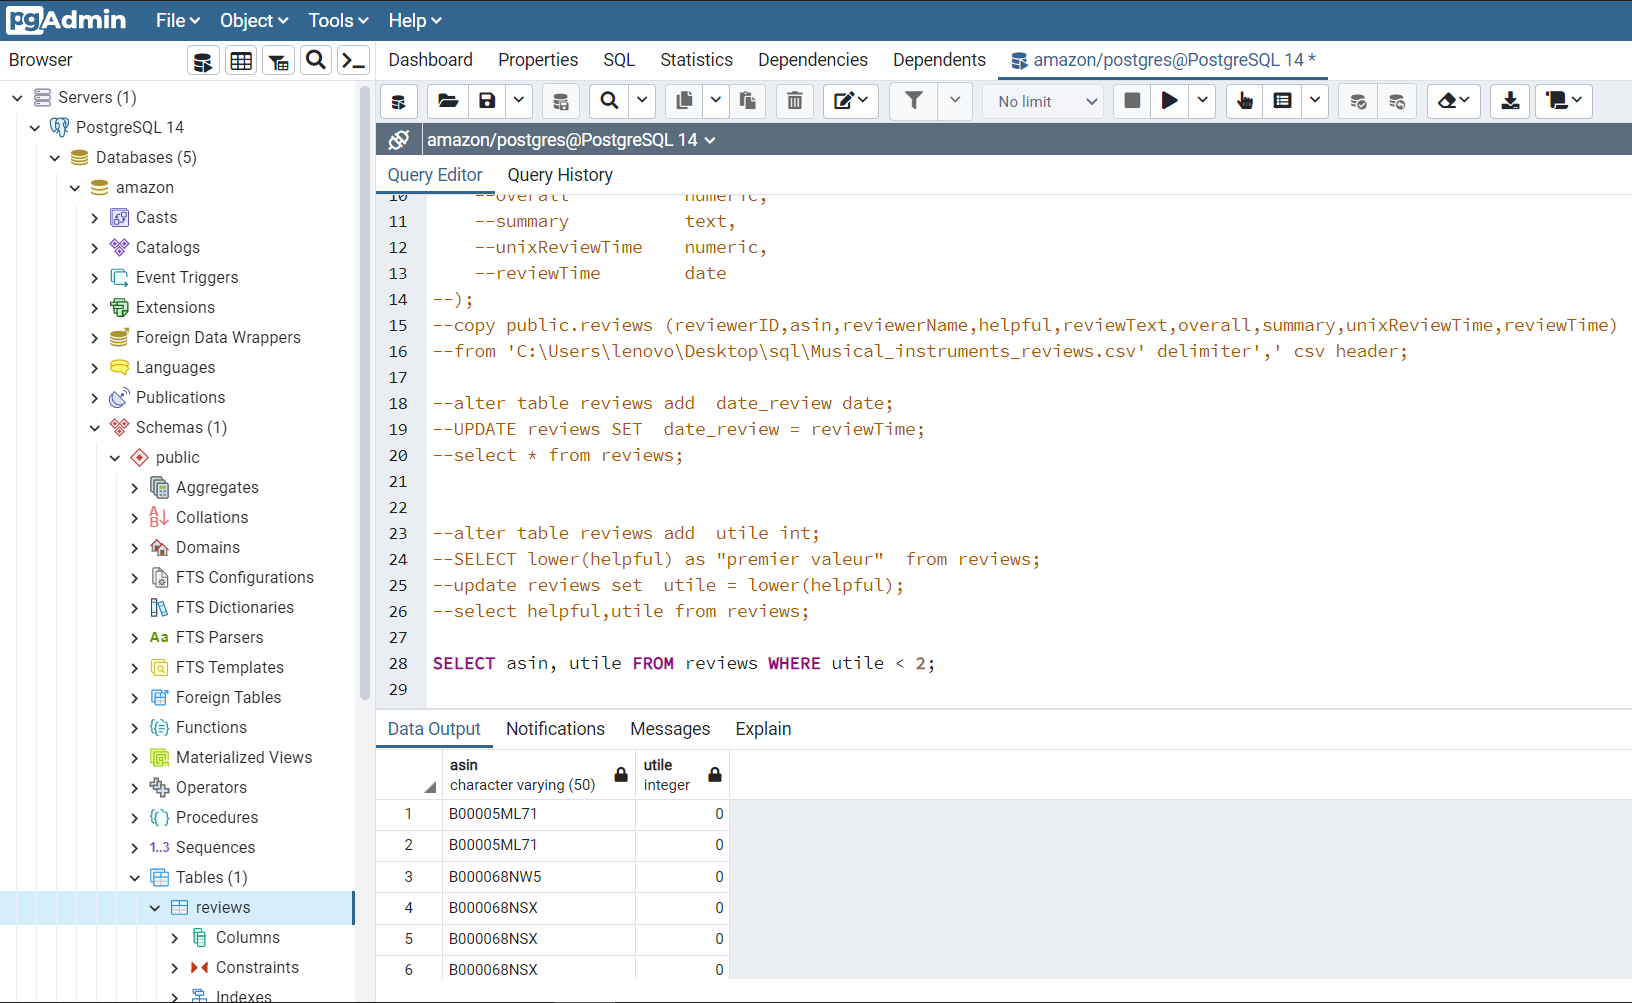 pgAdmin File Object Tools Help
Browser
Dashboard Properties SQL Statistics Dependencies Dependents amazon/postgres@PostgreSQL 14 *
No limit
amazon/postgres@PostgreSQL 14
Query Editor Query History
Servers (1)
PostgreSQL 14
Databases (5)
amazon
Casts
Catalogs
Event Triggers
Extensions
Foreign Data Wrappers
Languages
Publications
Schemas (1)
public
Aggregates
Collations
Domains
FTS Configurations
FTS Dictionaries
Aa FTS Parsers
FTS Templates
Foreign Tables
Functions
Materialized Views
Operators
Procedures
1..3 Sequences
Tables (1)
reviews
Columns
Constraints
Indexes
10 --overall numeric,
11 --summary text,
12 --unixReviewTime numeric,
13 --reviewTime date
14 --);
15 --copy public.reviews (reviewerID,asin,reviewerName,helpful,reviewText,overall,summary,unixReviewTime,reviewTime)
16 --from 'C:\Users\lenovo\Desktop\sql\Musical_instruments_reviews.csv' delimiter',' csv header;
17
18 --alter table reviews add  date_review date;
19 --UPDATE reviews SET  date_review = reviewTime;
20 --select * from reviews;
21
22
23 --alter table reviews add  utile int;
24 --SELECT lower(helpful) as "premier valeur"  from reviews;
25 --update reviews set  utile = lower(helpful);
26 --select helpful,utile from reviews;
27
28 SELECT asin, utile FROM reviews WHERE utile < 2;
29
Data Output Notifications Messages Explain
asin utile
character varying (50) integer
1 B00005ML71 0
2 B00005ML71 0
3 B000068NW5 0
4 B000068NSX 0
5 B000068NSX 0
6 B000068NSX 0